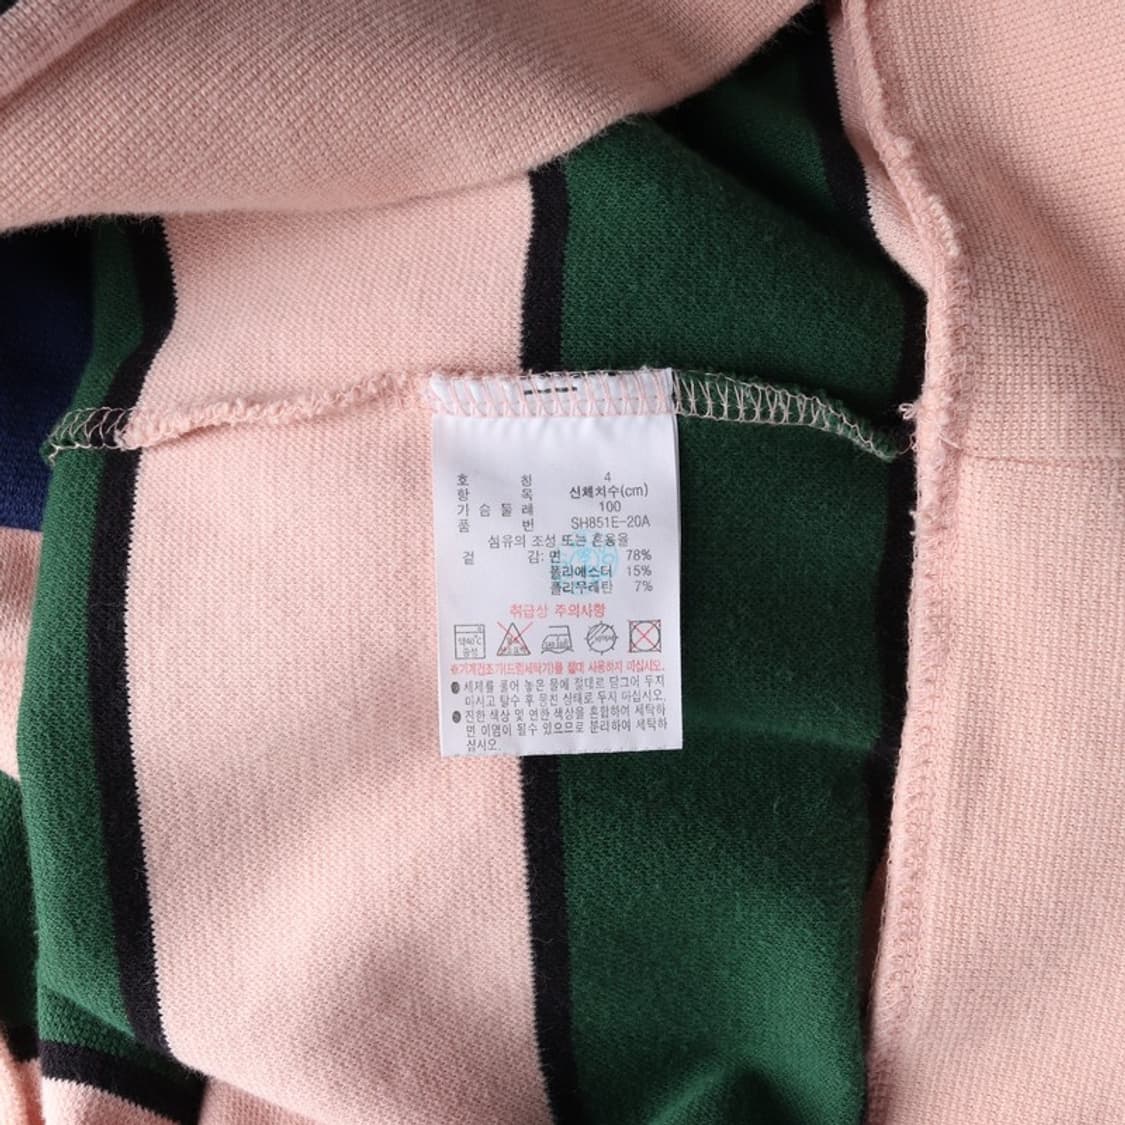 호 칭 4
항 목 신체치수(cm)
가 슴 둘 레 100
품 번 SH851E-20A
섬유의 조성 또는 혼용율
겉 감: 면 78%
폴리에스터 15%
폴리우레탄 7%
취급상 주의사항
약40℃
중성
※기계건조기(드럼세탁기)를 절대 사용하지 마십시오.
● 세제를 풀어 놓은 물에 절대로 담그어 두지
마시고 탈수 후 뭉친 상태로 두지 마십시오.
● 진한 색상 및 연한 색상을 혼합하여 세탁하
면 이염이 될수 있으므로 분리하여 세탁하
십시오.